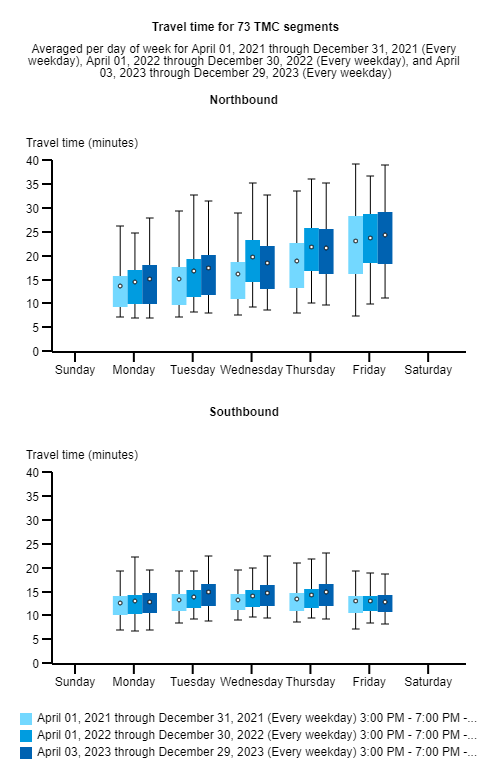 Travel time for 73 TMC segments
Averaged per day of week for April 01, 2021 through December 31, 2021 (Every
weekday), April 01, 2022 through December 30, 2022 (Every weekday), and April
03, 2023 through December 29, 2023 (Every weekday)
Northbound
Travel time (minutes)
40
35
30
25
20
15
10
5
0
Sunday Monday Tuesday Wednesday Thursday Friday Saturday
Southbound
Travel time (minutes)
40
35
30
25
20
15
10
5
0
Sunday Monday Tuesday Wednesday Thursday Friday Saturday
April 01, 2021 through December 31, 2021 (Every weekday) 3:00 PM - 7:00 PM -...
April 01, 2022 through December 30, 2022 (Every weekday) 3:00 PM - 7:00 PM -...
April 03, 2023 through December 29, 2023 (Every weekday) 3:00 PM - 7:00 PM -...